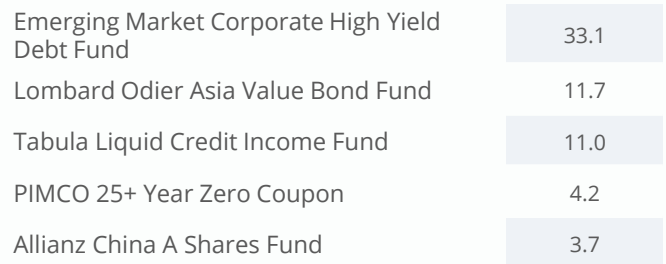 Emerging Market Corporate High Yield
Debt Fund
33.1
Lombard Odier Asia Value Bond Fund 11.7
Tabula Liquid Credit Income Fund 11.0
PIMCO 25+ Year Zero Coupon 4.2
Allianz China A Shares Fund 3.7